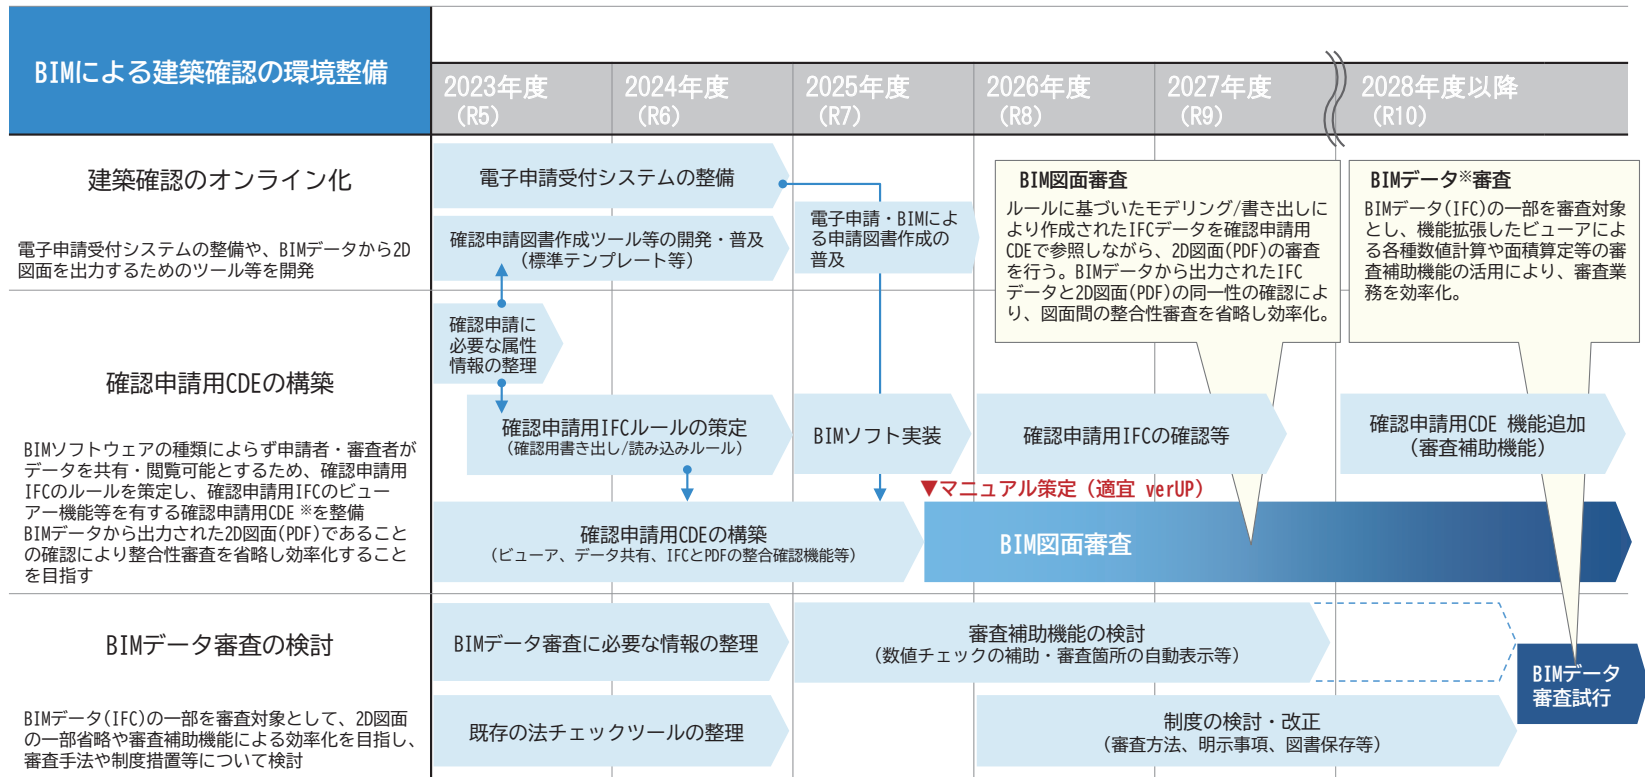 BIMによる建築確認の環境整備
2023年度
(R5)
2024年度
(R6)
2025年度
(R7)
2026年度
(R8)
2027年度
(R9)
2028年度以降
(R10)
建築確認のオンライン化
電子申請受付システムの整備や、BIMデータから2D
図面を出力するためのツール等を開発
電子申請受付システムの整備
確認申請図書作成ツール等の開発・普及
(標準テンプレート等)
電子申請・BIMによ
る申請図書作成の
普及
BIM図面審査
ルールに基づいたモデリング/書き出しに
より作成されたIFCデータを確認申請用
CDEで参照しながら、2D図面(PDF)の審査
を行う。BIMデータから出力されたIFC
データと2D図面(PDF)の同一性の確認によ
り、図面間の整合性審査を省略し効率化。
BIMデータ※審査
BIMデータ(IFC)の一部を審査対象
とし、機能拡張したビューアによ
る各種数値計算や面積算定等の審
査補助機能の活用により、審査業
務を効率化。
確認申請用CDEの構築
BIMソフトウェアの種類によらず申請者・審査者が
データを共有・閲覧可能とするため、確認申請用
IFCのルールを策定し、確認申請用IFCのビュー
アー機能等を有する確認申請用CDE ※を整備
BIMデータから出力された2D図面(PDF)であること
の確認により整合性審査を省略し効率化すること
を目指す
確認申請に
必要な属性
情報の整理
確認申請用IFCルールの策定
(確認用書き出し/読み込みルール)
BIMソフト実装
確認申請用IFCの確認等
確認申請用CDE 機能追加
(審査補助機能)
▼マニュアル策定（適宜 verUP）
確認申請用CDEの構築
(ビューア、データ共有、IFCとPDFの整合確認機能等)
BIM図面審査
BIMデータ審査の検討
BIMデータ(IFC)の一部を審査対象として、2D図面
の一部省略や審査補助機能による効率化を目指し、
審査手法や制度措置等について検討
BIMデータ審査に必要な情報の整理
審査補助機能の検討
(数値チェックの補助・審査箇所の自動表示等)
既存の法チェックツールの整理
制度の検討・改正
(審査方法、明示事項、図書保存等)
BIMデータ
審査試行